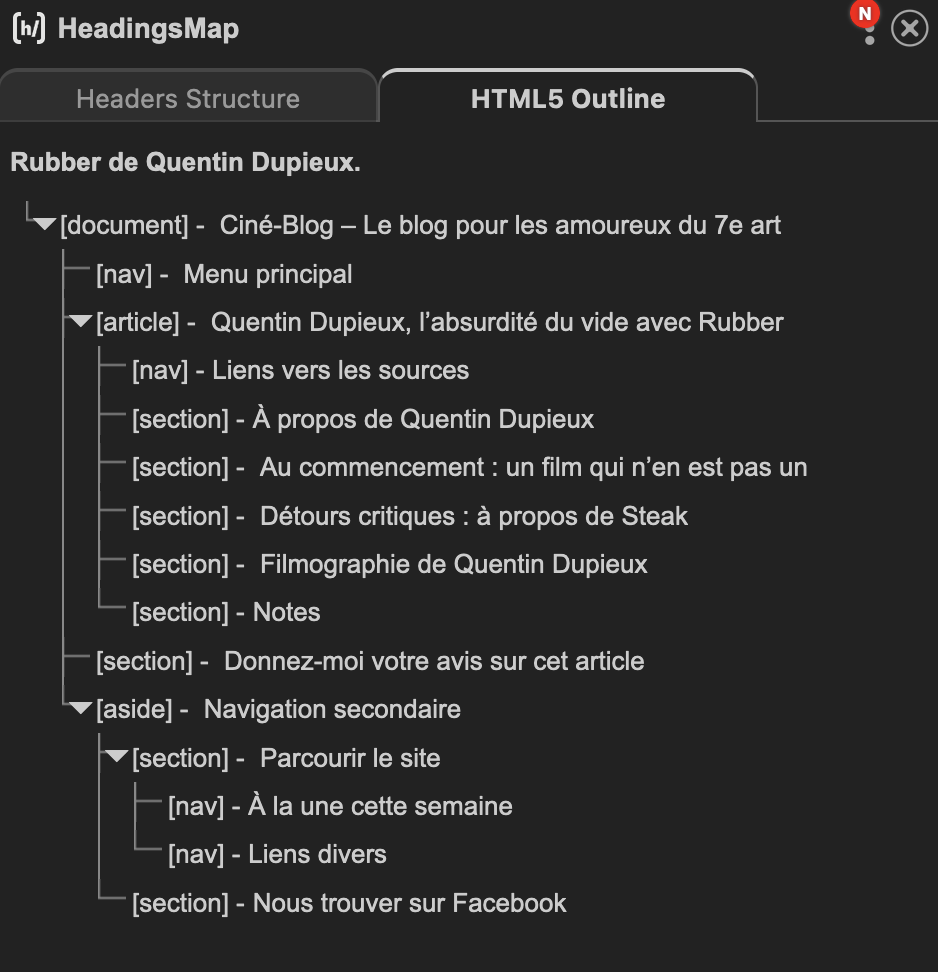 [h/] HeadingsMap
N
Headers Structure
HTML5 Outline
Rubber de Quentin Dupieux.
[document] - Ciné-Blog – Le blog pour les amoureux du 7e art
[nav] - Menu principal
[article] - Quentin Dupieux, l’absurdité du vide avec Rubber
[nav] - Liens vers les sources
[section] - À propos de Quentin Dupieux
[section] - Au commencement : un film qui n’en est pas un
[section] - Détours critiques : à propos de Steak
[section] - Filmographie de Quentin Dupieux
[section] - Notes
[section] - Donnez-moi votre avis sur cet article
[aside] - Navigation secondaire
[section] - Parcourir le site
[nav] - À la une cette semaine
[nav] - Liens divers
[section] - Nous trouver sur Facebook